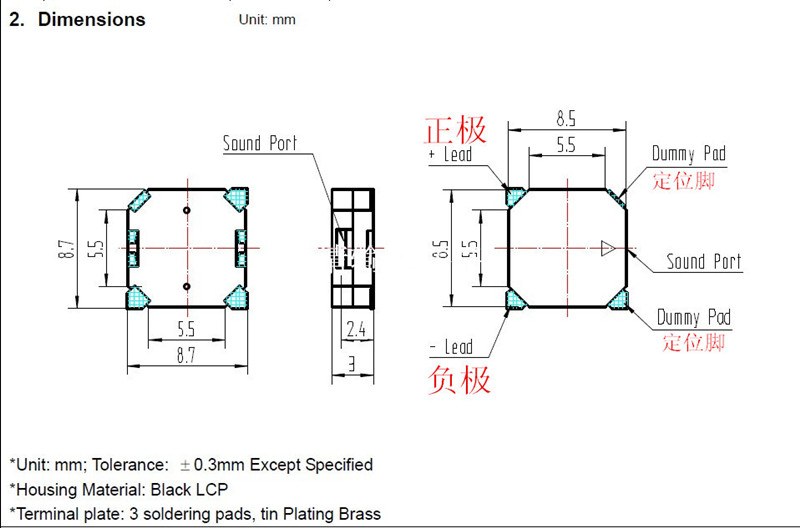 2. Dimensions Unit: mm
Sound Port
8.7
5.5
5.5
8.7
2.4
3
正极
+ Lead
8.5
5.5
Dummy Pad
定位脚
8.5
5.5
Sound Port
Dummy Pad
定位脚
- Lead
负极
*Unit: mm; Tolerance: ±0.3mm Except Specified
*Housing Material: Black LCP
*Terminal plate: 3 soldering pads, tin Plating Brass